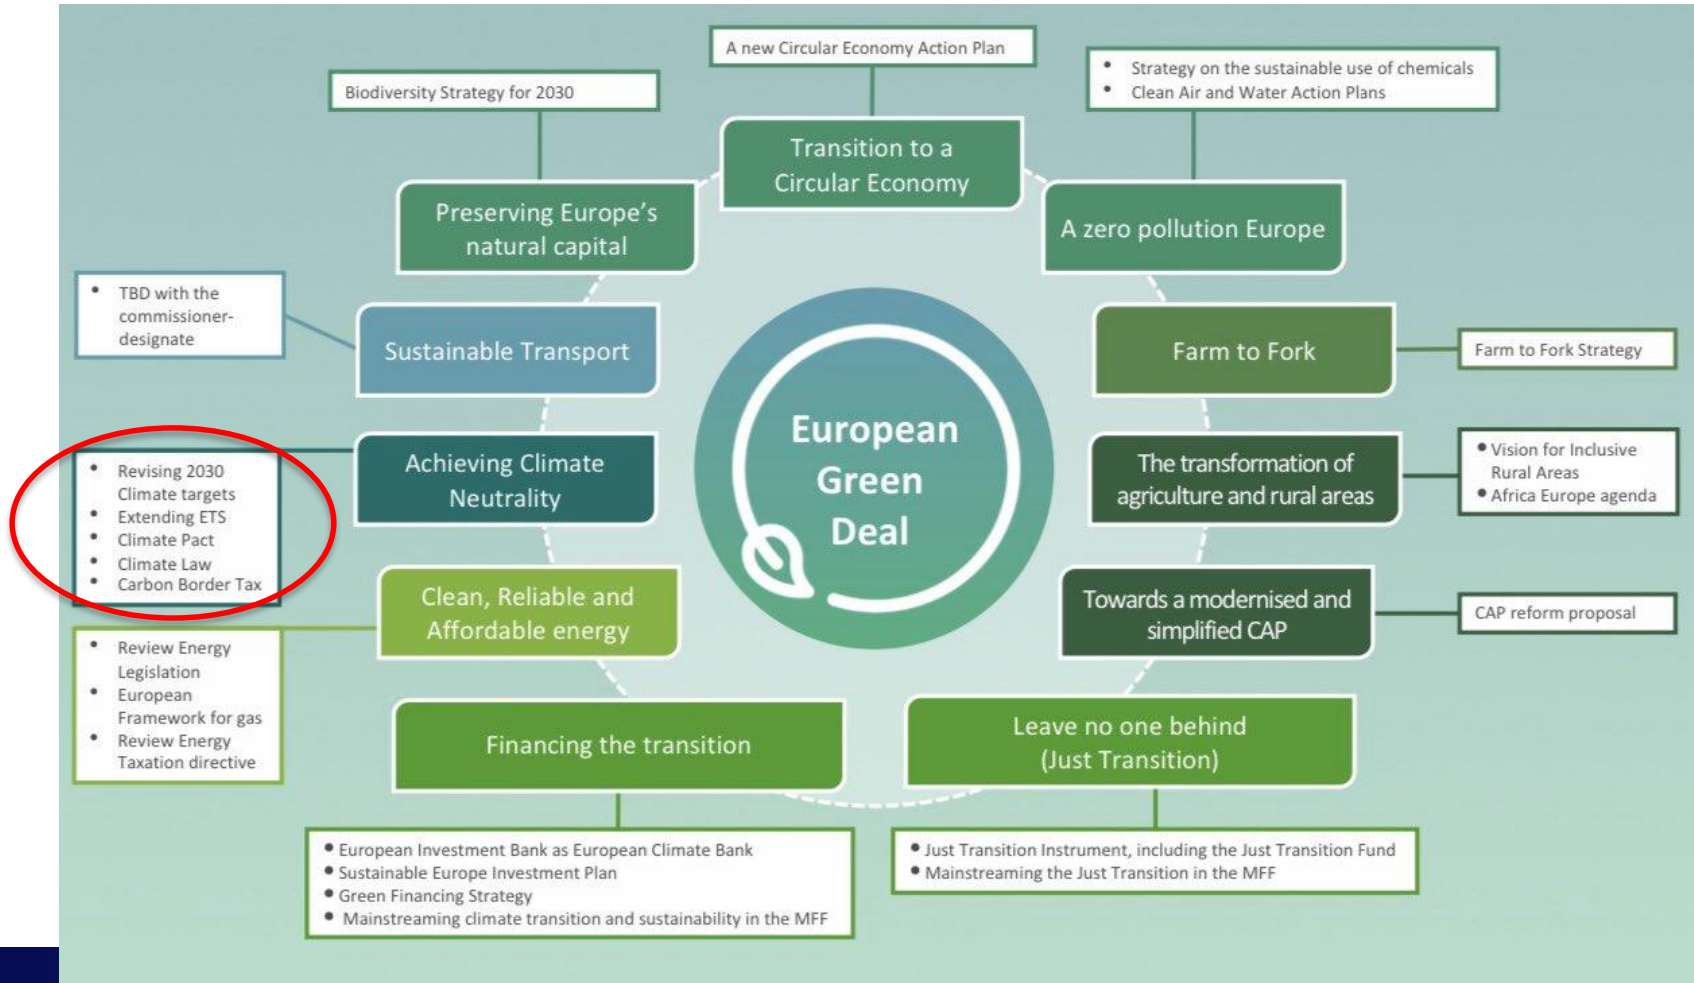 A new Circular Economy Action Plan
Biodiversity Strategy for 2030
• Strategy on the sustainable use of chemicals
• Clean Air and Water Action Plans
Transition to a
Circular Economy
Preserving Europe's
natural capital
A zero pollution Europe
• TBD with the
commissioner-
designate
Sustainable Transport
Farm to Fork
Farm to Fork Strategy
European
Green
Deal
• Revising 2030
Climate targets
• Extending ETS
• Climate Pact
• Climate Law
• Carbon Border Tax
Achieving Climate
Neutrality
The transformation of
agriculture and rural areas
• Vision for Inclusive
Rural Areas
• Africa Europe agenda
Clean, Reliable and
Affordable energy
Towards a modernised and
simplified CAP
CAP reform proposal
• Review Energy
Legislation
• European
Framework for gas
• Review Energy
Taxation directive
Financing the transition
Leave no one behind
(Just Transition)
• European Investment Bank as European Climate Bank
• Sustainable Europe Investment Plan
• Green Financing Strategy
• Mainstreaming climate transition and sustainability in the MFF
• Just Transition Instrument, including the Just Transition Fund
• Mainstreaming the Just Transition in the MFF